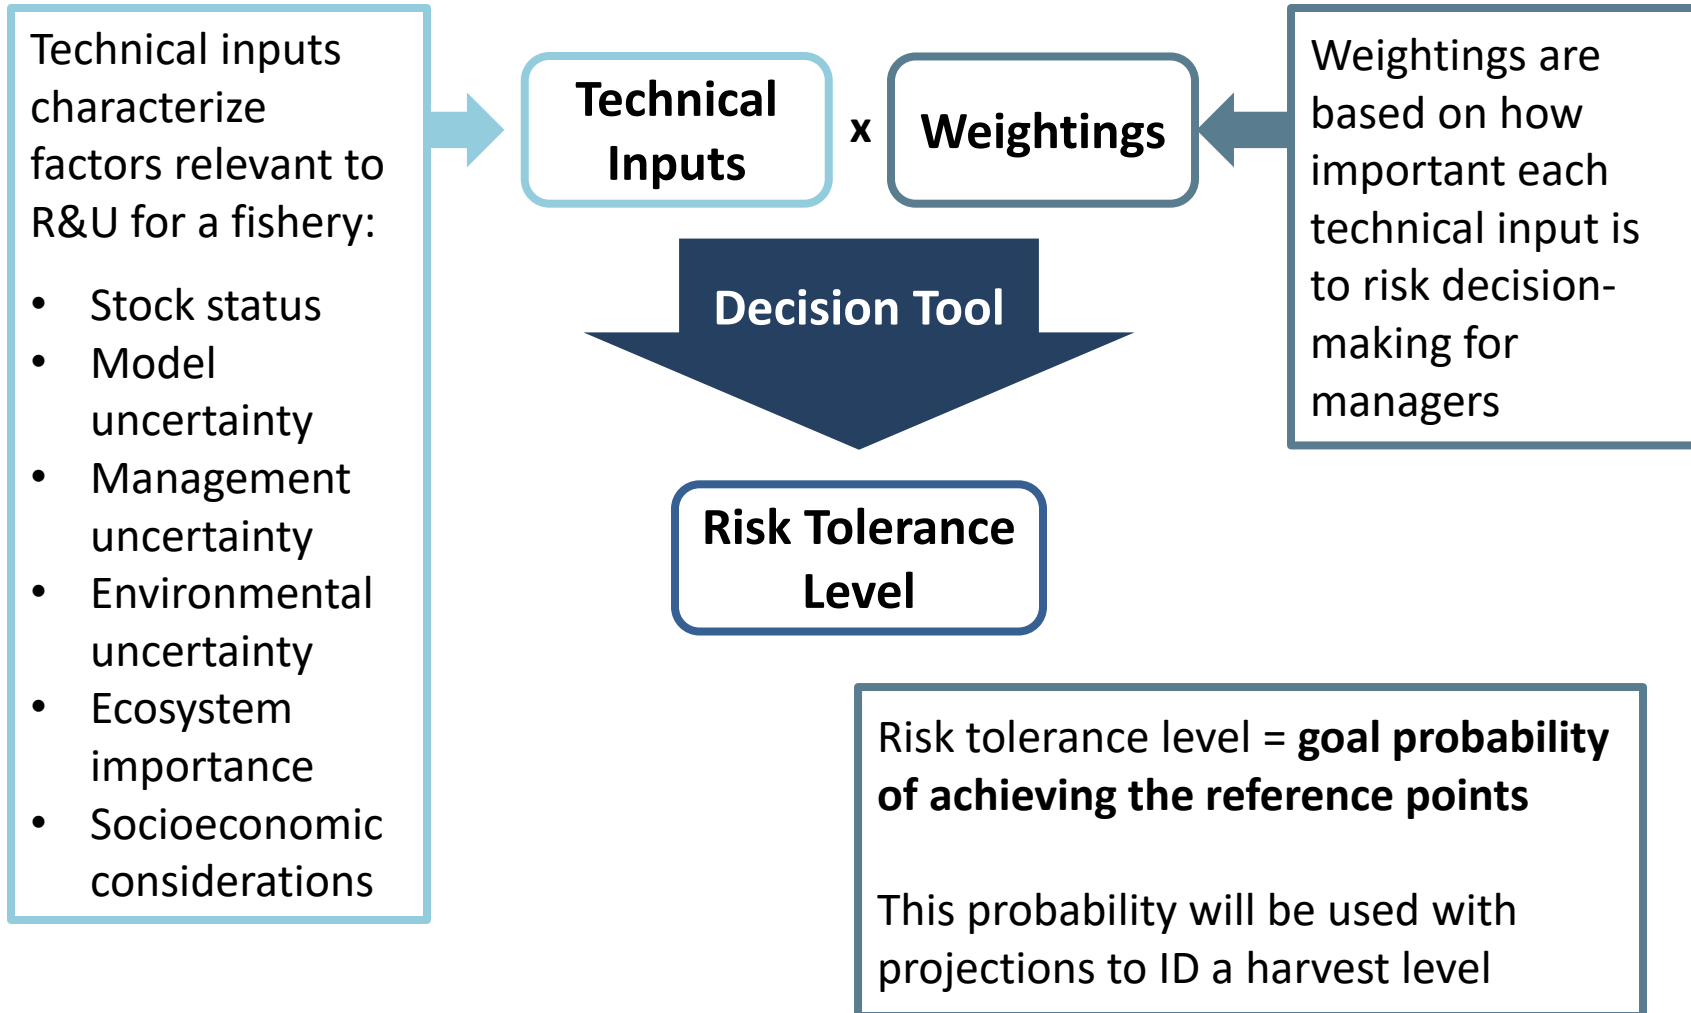 Technical inputs
characterize
factors relevant to
R&U for a fishery:
• Stock status
• Model
uncertainty
• Management
uncertainty
• Environmental
uncertainty
• Ecosystem
importance
• Socioeconomic
considerations
Technical
Inputs
x
Weightings
Weightings are
based on how
important each
technical input is
to risk decision-
making for
managers
Decision Tool
Risk Tolerance
Level
Risk tolerance level = goal probability
of achieving the reference points
This probability will be used with
projections to ID a harvest level